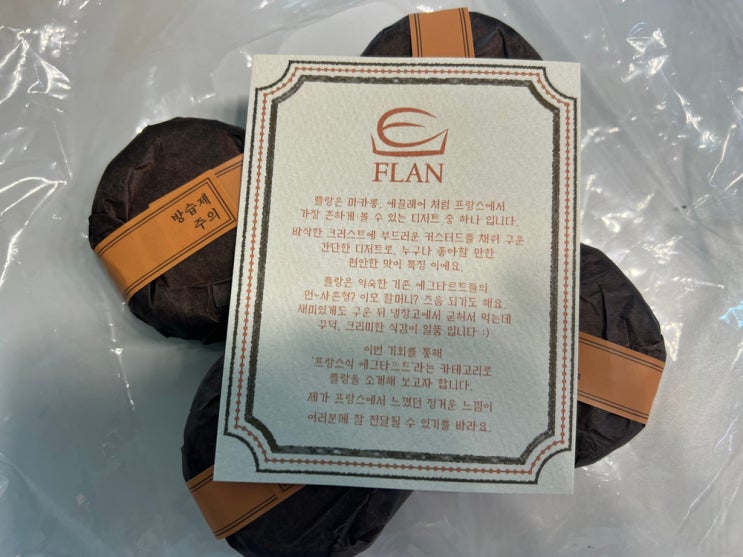 FLAN
플랑은 마카롱, 에끌레어 처럼 프랑스에서
가장 흔하게 볼 수 있는 디저트 중 하나 입니다.
바삭한 크러스트에 부드러운 커스터드를 채워 구운
간단한 디저트로, 누구나 좋아할 만한
편안한 맛이 특징 이에요.
플랑은 익숙한 기존 에그타르트들의
먼~사촌형? 이모 할머니? 즈음 되기도 해요.
재미있게도 구운 뒤 냉장고에서 굳혀서 먹는데
꾸덕, 크리미한 식감이 일품 입니다 :)
이번 기회를 통해
'프랑스식 에그타르트'라는 카테고리로
플랑을 소개해 보고자 합니다.
제가 프랑스에서 느꼈던 정겨운 느낌이
여러분께 잘 전달될 수 있기를 바라요.
방습제
주의